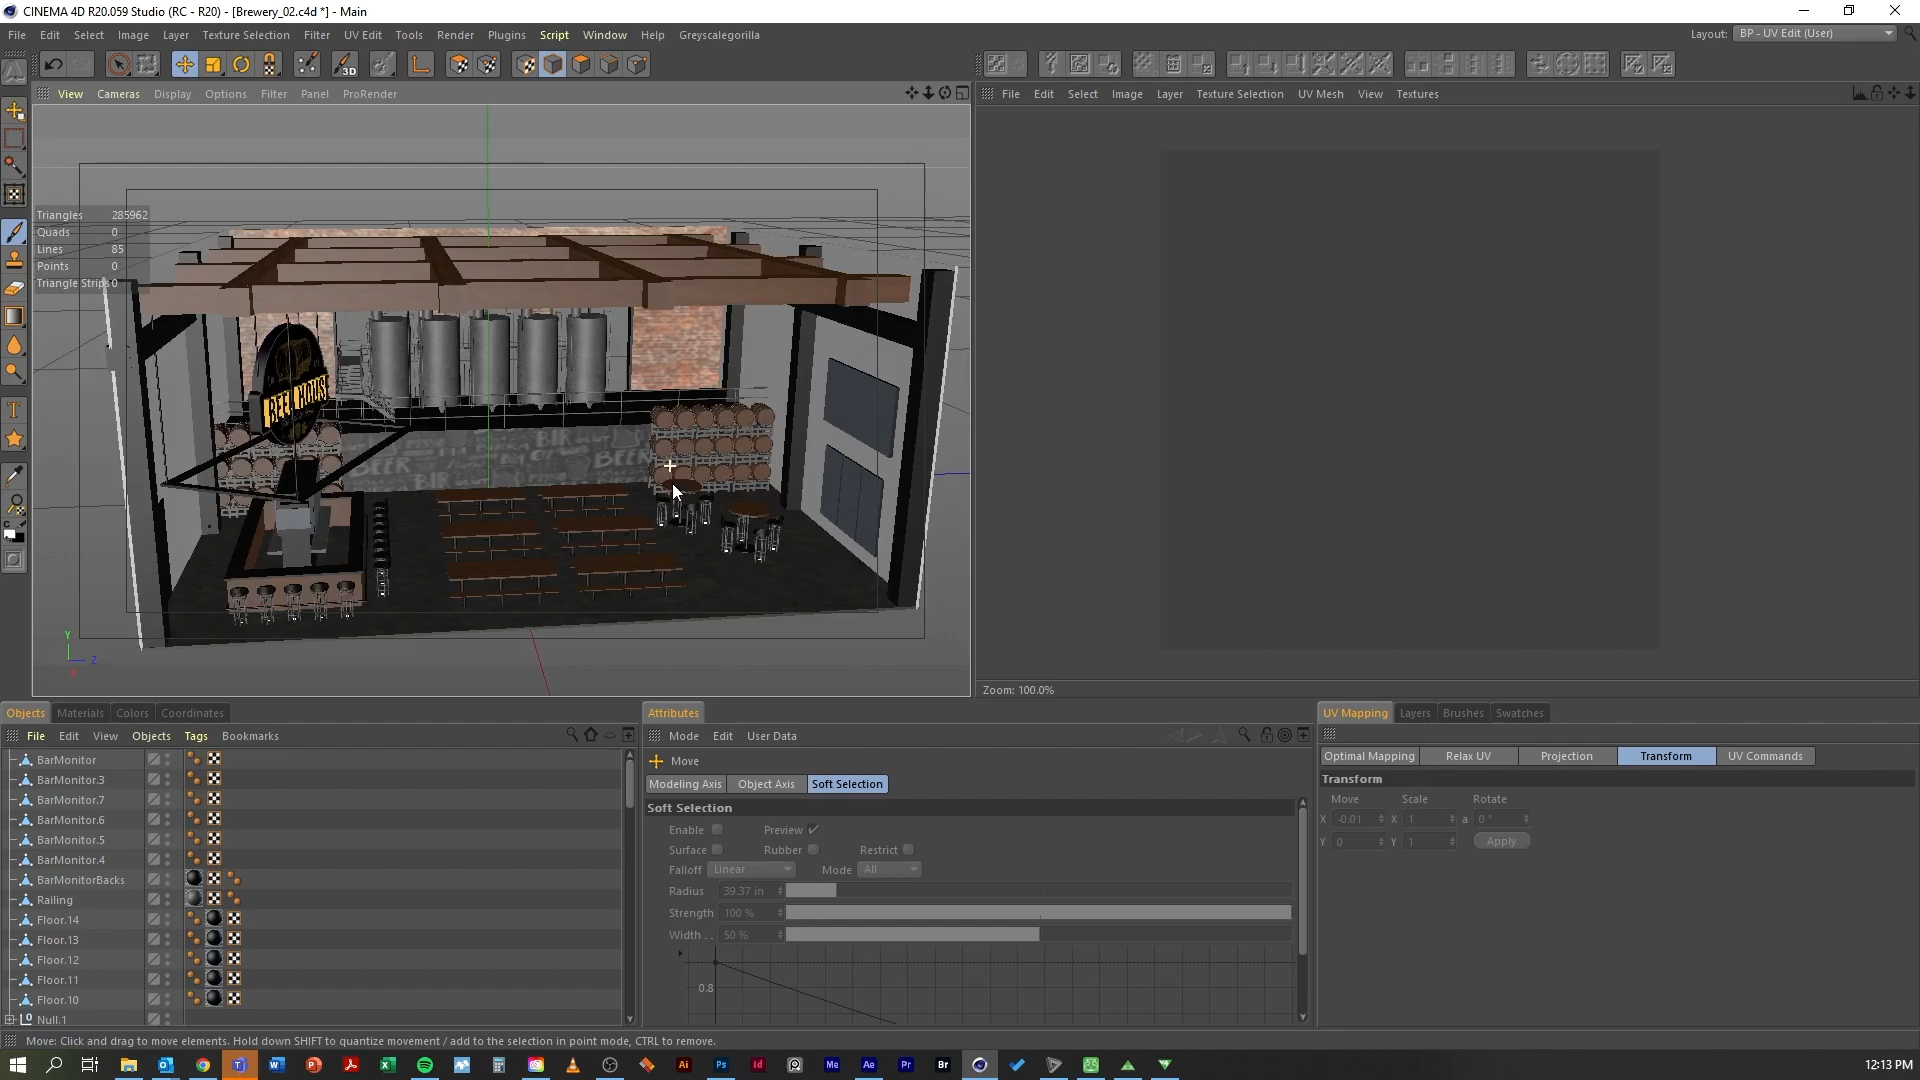 CINEMA 4D R20.059 Studio (RC - R20) - [Brewery_02.c4d *] - Main
File Edit Select Image Layer Texture Selection Filter UV Edit Tools Render Plugins Script Window Help Greyscalegorilla
Layout: BP - UV Edit (User)
View Cameras Display Options Filter Panel ProRender
File Edit Select Image Layer Texture Selection UV Mesh View Textures
3D
Triangles 285962
Quads 0
Lines 85
Points 0
Triangle Strips 0
BEER HOUSE
BEER
BEER
Y
Z
X
Zoom: 100.0%
Objects Materials Colors Coordinates
File Edit View Objects Tags Bookmarks
BarMonitor
BarMonitor.3
BarMonitor.7
BarMonitor.6
BarMonitor.5
BarMonitor.4
BarMonitorBacks
Railing
Floor.14
Floor.13
Floor.12
Floor.11
Floor.10
Null.1
Attributes
Mode Edit User Data
Move
Modeling Axis Object Axis Soft Selection
Soft Selection
Enable Preview
Surface Rubber Restrict
Falloff Linear Mode All
Radius 39.37 in
Strength 100 %
Width . . 50 %
0.8
UV Mapping Layers Brushes Swatches
Optimal Mapping Relax UV Projection Transform UV Commands
Transform
Move Scale Rotate
X -0.01 X 1 a 0 °
Y 0 Y 1 Apply
Move: Click and drag to move elements. Hold down SHIFT to quantize movement / add to the selection in point mode, CTRL to remove.
12:13 PM